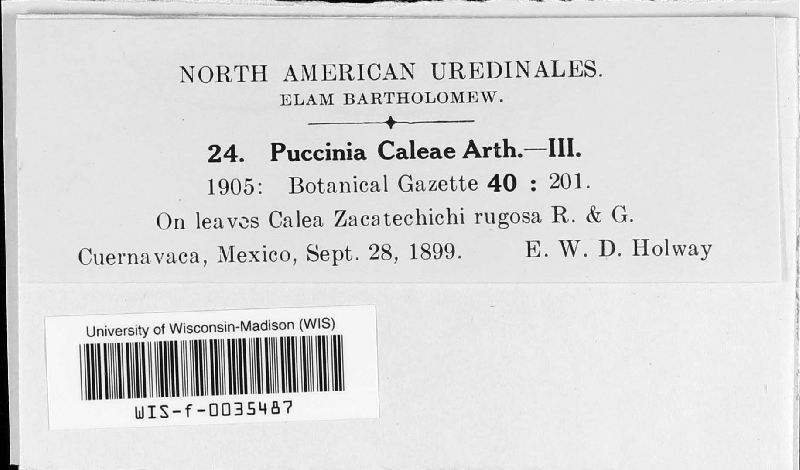 NORTH AMERICAN UREDINALES.
ELAM BARTHOLOMEW.
24. Puccinia Caleae Arth.—III.
1905: Botanical Gazette 40 : 201.
On leaves Calea Zacatechichi rugosa R. & G.
Cuernavaca, Mexico, Sept. 28, 1899. E. W. D. Holway
University of Wisconsin-Madison (WIS)
WIS-f-0035487